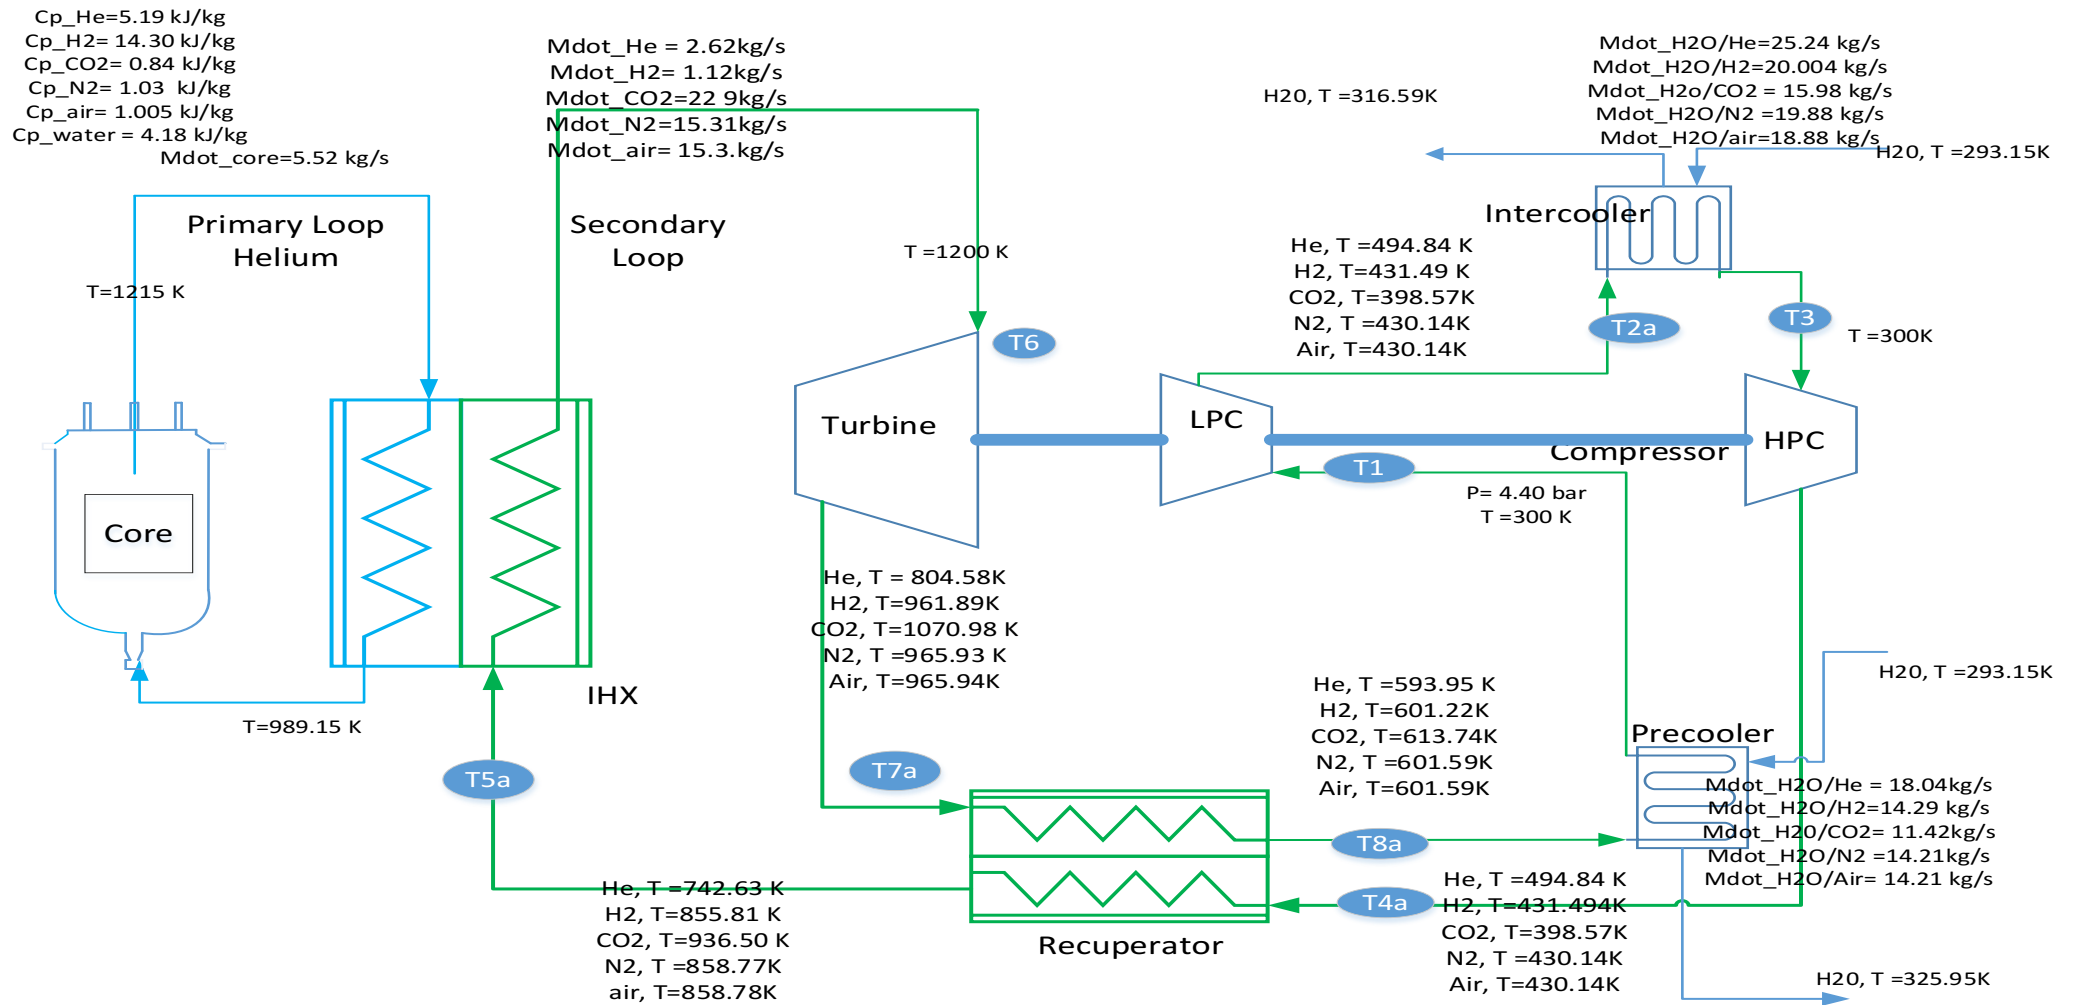 Cp_He=5.19 kJ/kg
Cp_H2= 14.30 kJ/kg
Cp_CO2= 0.84 kJ/kg
Cp_N2= 1.03 kJ/kg
Cp_air= 1.005 kJ/kg
Cp_water = 4.18 kJ/kg
Mdot_core=5.52 kg/s
Mdot_He = 2.62kg/s
Mdot_H2= 1.12kg/s
Mdot_CO2=22 9kg/s
Mdot_N2=15.31kg/s
Mdot_air= 15.3.kg/s
Mdot_H2O/He=25.24 kg/s
Mdot_H2O/H2=20.004 kg/s
Mdot_H2o/CO2 = 15.98 kg/s
Mdot_H2O/N2 =19.88 kg/s
Mdot_H2O/air=18.88 kg/s
H20, T =316.59K
H20, T =293.15K
Primary Loop
Helium
Secondary
Loop
T=1215 K
T =1200 K
Intercooler
He, T =494.84 K
H2, T=431.49 K
CO2, T=398.57K
N2, T =430.14K
Air, T=430.14K
T2a
T3
T =300K
T6
Turbine
LPC
Compressor
HPC
T1
P= 4.40 bar
T =300 K
Core
IHX
T=989.15 K
He, T = 804.58K
H2, T=961.89K
CO2, T=1070.98 K
N2, T =965.93 K
Air, T=965.94K
He, T =593.95 K
H2, T=601.22K
CO2, T=613.74K
N2, T =601.59K
Air, T=601.59K
H20, T =293.15K
Precooler
Mdot_H2O/He = 18.04kg/s
Mdot_H2O/H2=14.29 kg/s
Mdot_H20/CO2= 11.42kg/s
Mdot_H2O/N2 =14.21kg/s
Mdot_H2O/Air= 14.21 kg/s
T5a
T7a
T8a
T4a
He, T =742.63 K
H2, T=855.81 K
CO2, T=936.50 K
N2, T =858.77K
air, T=858.78K
Recuperator
He, T =494.84 K
H2, T=431.494K
CO2, T=398.57K
N2, T =430.14K
Air, T=430.14K
H20, T =325.95K